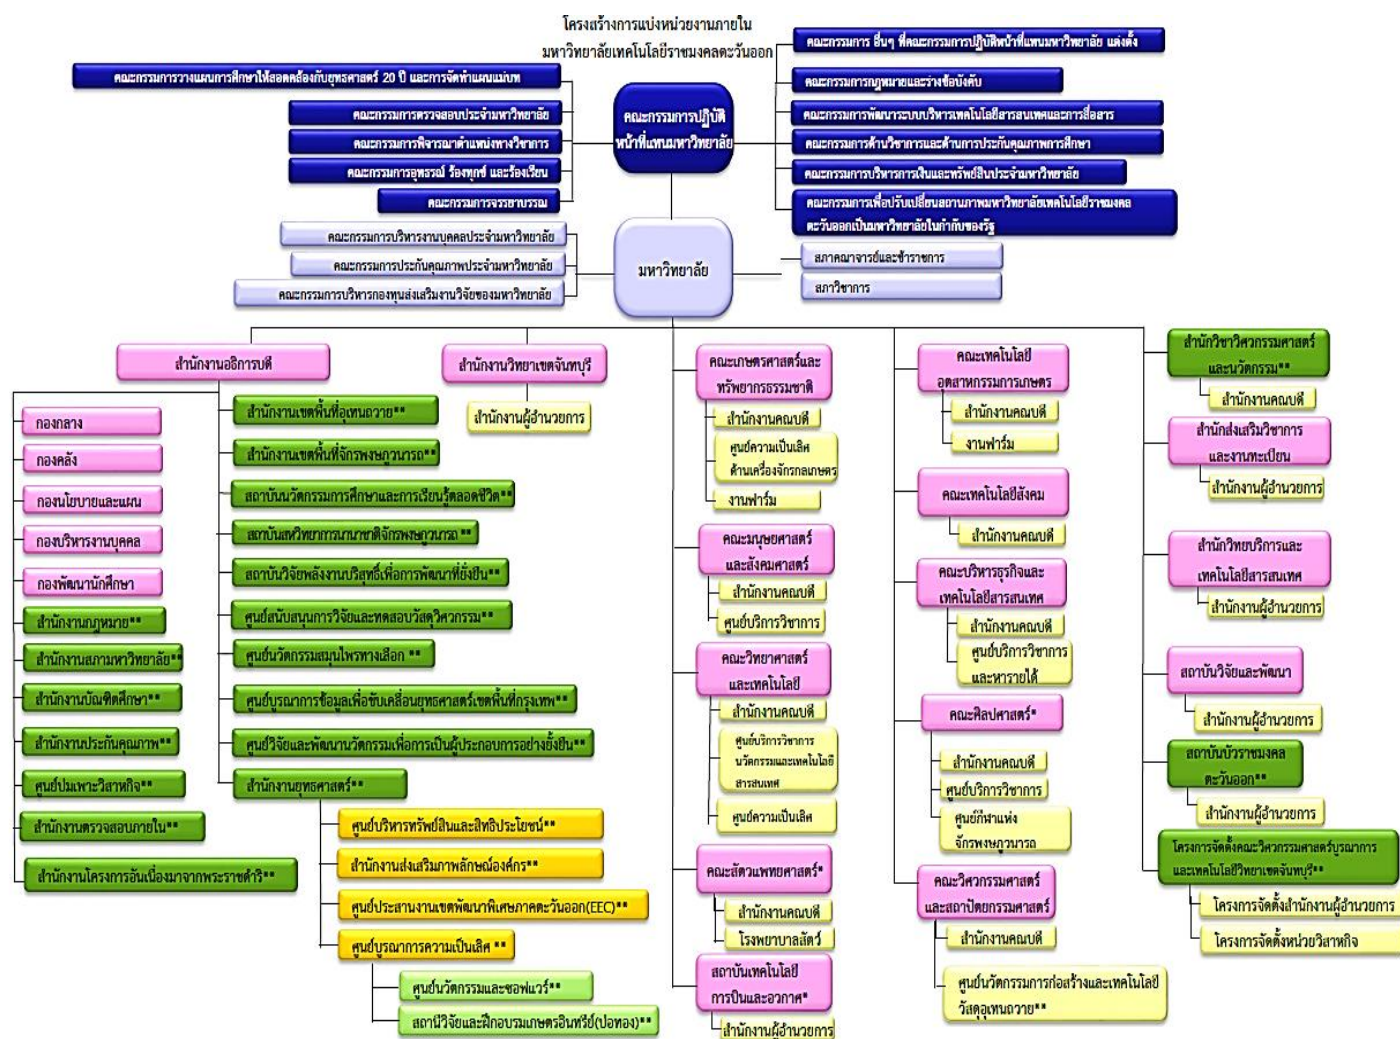 โครงสร้างการแบ่งหน่วยงานภายใน
มหาวิทยาลัยเทคโนโลยีราชมงคลตะวันออก
คณะกรรมการวางแผนการศึกษาให้สอดคล้องกับยุทธศาสตร์ 20 ปี และการจัดทำแผนแม่บท
คณะกรรมการตรวจสอบประจำมหาวิทยาลัย
คณะกรรมการพิจารณาตำแหน่งทางวิชาการ
คณะกรรมการอุทธรณ์ ร้องทุกข์ และร้องเรียน
คณะกรรมการจรรยาบรรณ
คณะกรรมการปฏิบัติ
หน้าที่แทนมหาวิทยาลัย
คณะกรรมการ อื่นๆ ที่คณะกรรมการปฏิบัติหน้าที่แทนมหาวิทยาลัย แต่งตั้ง
คณะกรรมการกฎหมายและร่างข้อบังคับ
คณะกรรมการพัฒนาระบบบริหารเทคโนโลยีสารสนเทศและการสื่อสาร
คณะกรรมการด้านวิชาการและด้านการประกันคุณภาพการศึกษา
คณะกรรมการบริหารการเงินและทรัพย์สินประจำมหาวิทยาลัย
คณะกรรมการเพื่อปรับเปลี่ยนสถานภาพมหาวิทยาลัยเทคโนโลยีราชมงคล
ตะวันออกเป็นมหาวิทยาลัยในกำกับของรัฐ
คณะกรรมการบริหารงานบุคคลประจำมหาวิทยาลัย
คณะกรรมการประกันคุณภาพประจำมหาวิทยาลัย
คณะกรรมการบริหารกองทุนส่งเสริมงานวิจัยของมหาวิทยาลัย
มหาวิทยาลัย
สภาคณาจารย์และข้าราชการ
สภาวิชาการ
สำนักงานอธิการบดี
กองกลาง
กองคลัง
กองนโยบายและแผน
กองบริหารงานบุคคล
กองพัฒนานักศึกษา
สำนักงานกฎหมาย**
สำนักงานสภามหาวิทยาลัย**
สำนักงานบัณฑิตศึกษา**
สำนักงานประกันคุณภาพ**
ศูนย์บ่มเพาะวิสาหกิจ**
สำนักงานตรวจสอบภายใน**
สำนักงานโครงการอันเนื่องมาจากพระราชดำริ**
สำนักงานเขตพื้นที่อุเทนถวาย**
สำนักงานเขตพื้นที่จักรพงษภูวนารถ**
สถาบันนวัตกรรมการศึกษาและการเรียนรู้ตลอดชีวิต**
สถาบันสหวิทยาการนานาชาติจักรพงษภูวนารถ **
สถาบันวิจัยพลังงานบริสุทธิ์เพื่อการพัฒนาที่ยั่งยืน**
ศูนย์สนับสนุนการวิจัยและทดสอบวัสดุวิศวกรรม**
ศูนย์นวัตกรรมสมุนไพรทางเลือก **
ศูนย์บูรณาการข้อมูลเพื่อขับเคลื่อนยุทธศาสตร์เขตพื้นที่กรุงเทพ**
ศูนย์วิจัยและพัฒนานวัตกรรมเพื่อการเป็นผู้ประกอบการอย่างยั่งยืน**
สำนักงานยุทธศาสตร์**
ศูนย์บริหารทรัพย์สินและสิทธิประโยชน์**
สำนักงานส่งเสริมภาพลักษณ์องค์กร**
ศูนย์ประสานงานเขตพัฒนาพิเศษภาคตะวันออก(EEC)**
ศูนย์บูรณาการความเป็นเลิศ **
ศูนย์นวัตกรรมและซอฟแวร์**
สถานีวิจัยและฝึกอบรมเกษตรอินทรีย์(บ่อทอง)**
สำนักงานวิทยาเขตจันทบุรี
สำนักงานผู้อำนวยการ
คณะเกษตรศาสตร์และ
ทรัพยากรธรรมชาติ
สำนักงานคณบดี
ศูนย์ความเป็นเลิศ
ด้านเครื่องจักรกลเกษตร
งานฟาร์ม
คณะมนุษยศาสตร์
และสังคมศาสตร์
สำนักงานคณบดี
ศูนย์บริการวิชาการ
คณะวิทยาศาสตร์
และเทคโนโลยี
สำนักงานคณบดี
ศูนย์บริการวิชาการ
นวัตกรรมและเทคโนโลยี
สารสนเทศ
ศูนย์ความเป็นเลิศ
คณะสัตวแพทยศาสตร์*
สำนักงานคณบดี
โรงพยาบาลสัตว์
สถาบันเทคโนโลยี
การบินและอวกาศ*
สำนักงานผู้อำนวยการ
คณะเทคโนโลยี
อุตสาหกรรมการเกษตร
สำนักงานคณบดี
งานฟาร์ม
คณะเทคโนโลยีสังคม
สำนักงานคณบดี
คณะบริหารธุรกิจและ
เทคโนโลยีสารสนเทศ
สำนักงานคณบดี
ศูนย์บริการวิชาการ
และหารายได้
คณะศิลปศาสตร์*
สำนักงานคณบดี
ศูนย์บริการวิชาการ
ศูนย์กีฬาแห่ง
จักรพงษภูวนารถ
คณะวิศวกรรมศาสตร์
และสถาปัตยกรรมศาสตร์
สำนักงานคณบดี
ศูนย์นวัตกรรมการก่อสร้างและเทคโนโลยี
วัสดุอุเทนถวาย**
สำนักวิชาวิศวกรรมศาสตร์
และนวัตกรรม**
สำนักงานคณบดี
สำนักส่งเสริมวิชาการ
และงานทะเบียน
สำนักงานผู้อำนวยการ
สำนักวิทยบริการและ
เทคโนโลยีสารสนเทศ
สำนักงานผู้อำนวยการ
สถาบันวิจัยและพัฒนา
สำนักงานผู้อำนวยการ
สถาบันบัวราชมงคล
ตะวันออก**
สำนักงานผู้อำนวยการ
โครงการจัดตั้งคณะวิศวกรรมศาสตร์บูรณาการ
และเทคโนโลยีวิทยาเขตจันทบุรี**
โครงการจัดตั้งสำนักงานผู้อำนวยการ
โครงการจัดตั้งหน่วยวิสาหกิจ